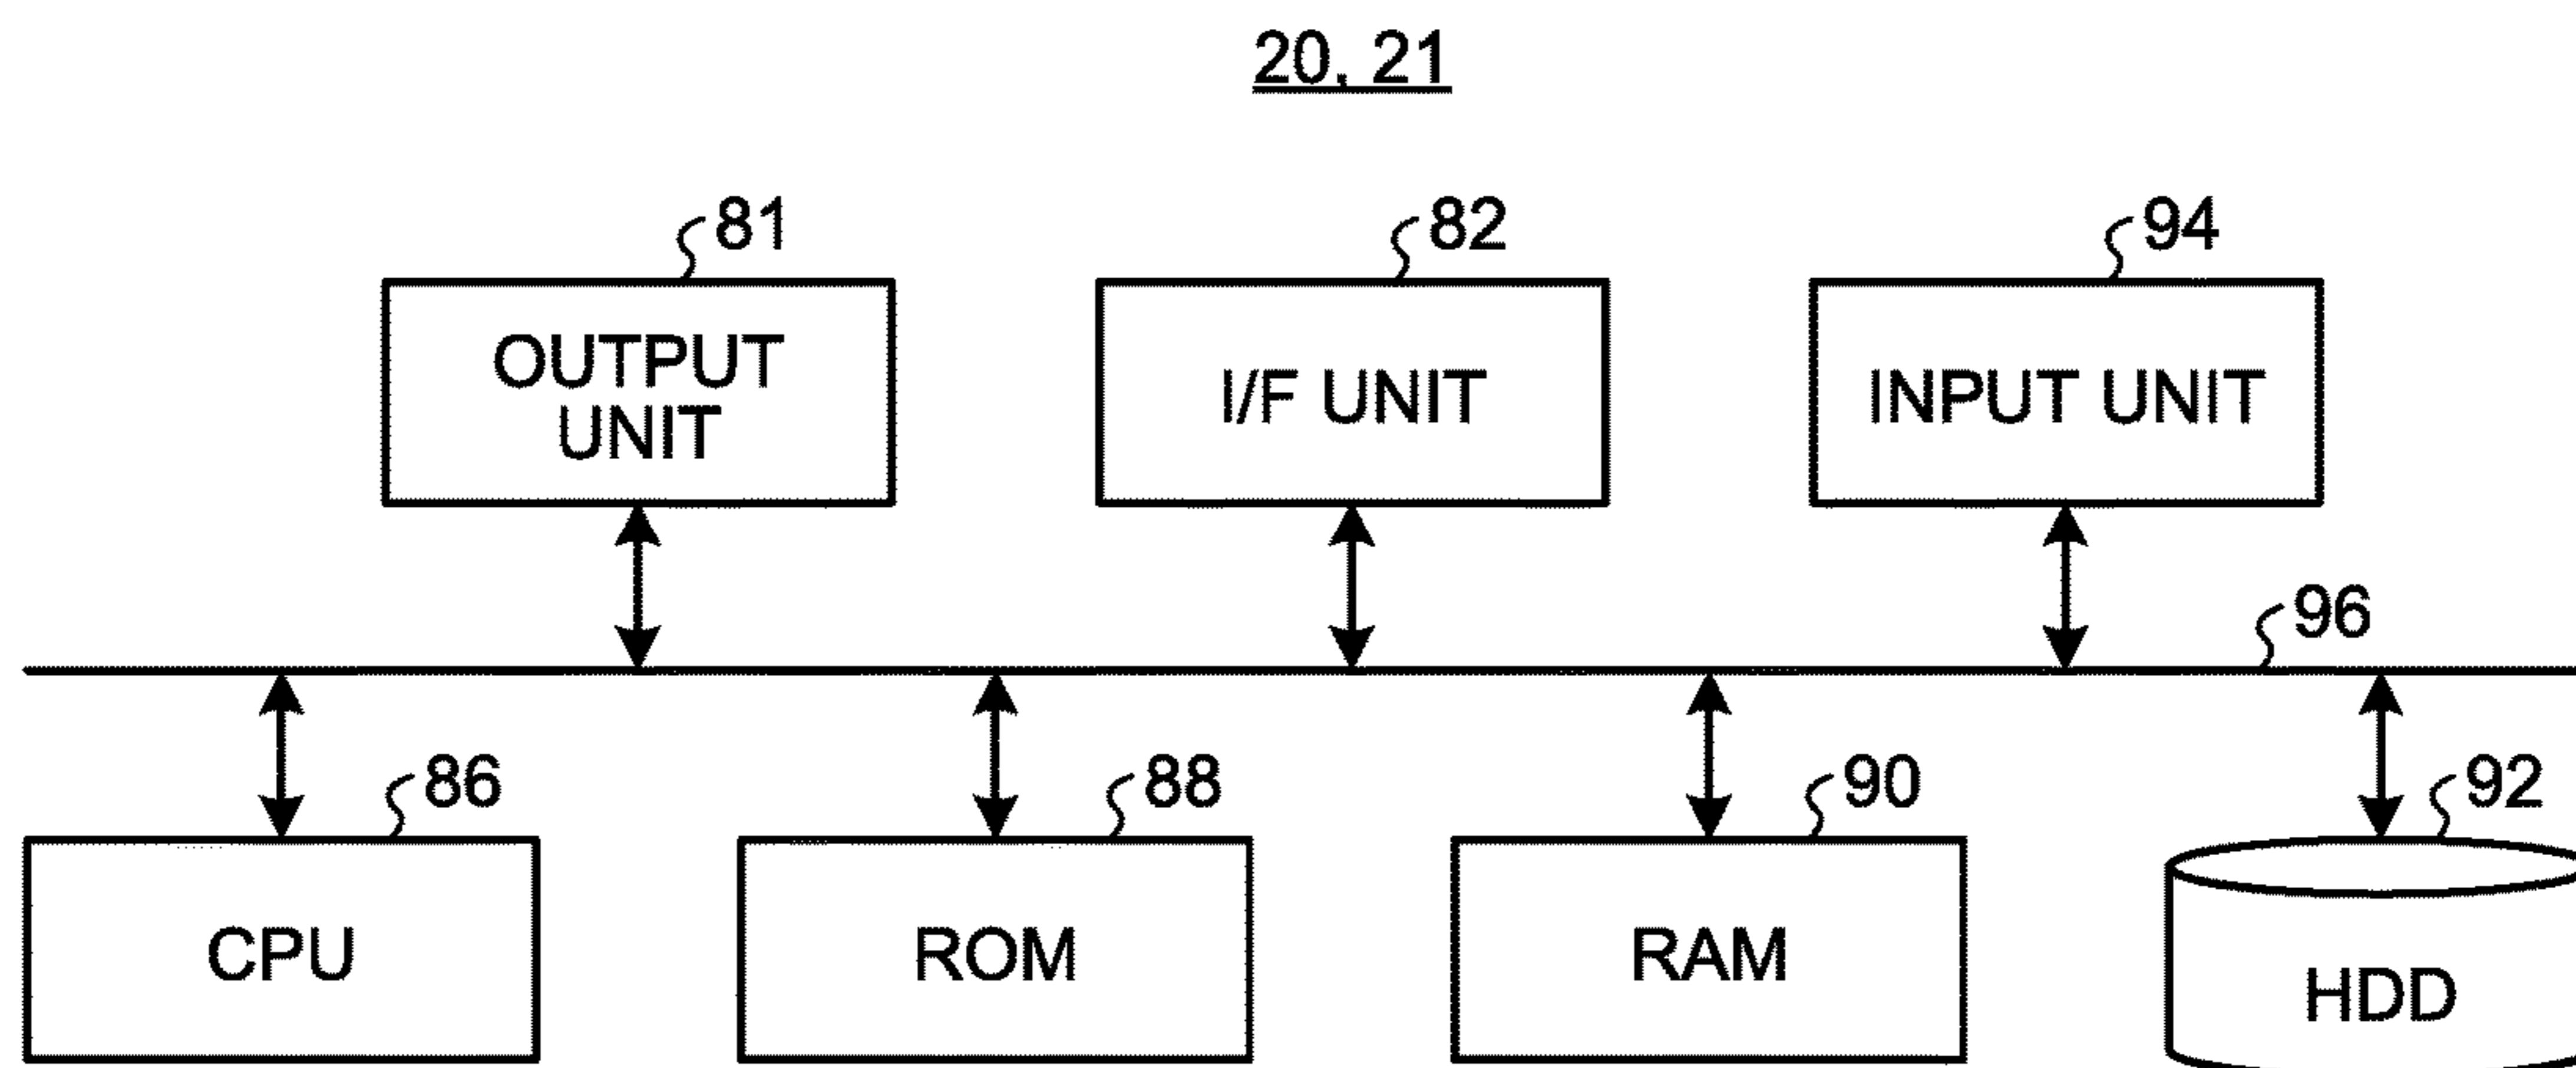 20, 21
81
82
94
OUTPUT
UNIT
I/F UNIT
INPUT UNIT
96
86
88
90
92
CPU
ROM
RAM
HDD